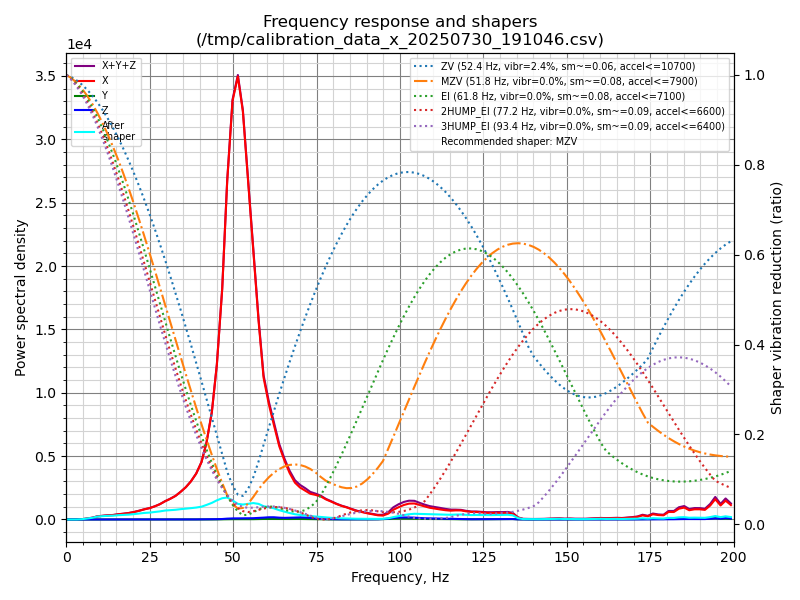 Frequency response and shapers
(/tmp/calibration_data_x_20250730_191046.csv)
1e4
X+Y+Z
X
Y
Z
After
shaper
ZV (52.4 Hz, vibr=2.4%, sm~=0.06, accel<=10700)
MZV (51.8 Hz, vibr=0.0%, sm~=0.08, accel<=7900)
EI (61.8 Hz, vibr=0.0%, sm~=0.08, accel<=7100)
2HUMP_EI (77.2 Hz, vibr=0.0%, sm~=0.09, accel<=6600)
3HUMP_EI (93.4 Hz, vibr=0.0%, sm~=0.09, accel<=6400)
Recommended shaper: MZV
3.5
3.0
2.5
2.0
1.5
1.0
0.5
0.0
Power spectral density
1.0
0.8
0.6
0.4
0.2
0.0
Shaper vibration reduction (ratio)
0 25 50 75 100 125 150 175 200
Frequency, Hz